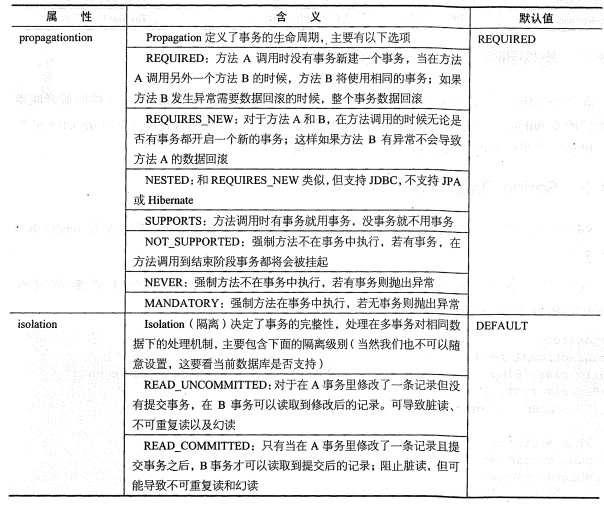 属 性
含 义
默认值
propagationtion
Propagation 定义了事务的生命周期，主要有以下选项
REQUIRED
REQUIRED：方法 A 调用时没有事务新建一个事务，当在方法
A 调用另外一个方法 B 的时候，方法 B 将使用相同的事务；如果
方法 B 发生异常需要数据回滚的时候，整个事务数据回滚
REQUIRES_NEW：对于方法 A 和 B，在方法调用的时候无论是
否有事务都开启一个新的事务；这样如果方法 B 有异常不会导致
方法 A 的数据回滚
NESTED：和 REQUIRES_NEW 类似，但支持 JDBC，不支持 JPA
或 Hibernate
SUPPORTS：方法调用时有事务就用事务，没事务就不用事务
NOT_SUPPORTED：强制方法不在事务中执行，若有事务，在
方法调用到结束阶段事务都将会被挂起
NEVER：强制方法不在事务中执行，若有事务则抛出异常
MANDATORY：强制方法在事务中执行，若无事务则抛出异常
isolation
Isolation（隔离）决定了事务的完整性，处理在多事务对相同数
据下的处理机制，主要包含下面的隔离级别（当然我们也不可以随
意设置，这要看当前数据库是否支持）
DEFAULT
READ_UNCOMMITTED：对于在 A 事务里修改了一条记录但没
有提交事务，在 B 事务可以读取到修改后的记录。可导致脏读、
不可重复读以及幻读
READ_COMMITTED：只有当在 A 事务里修改了一条记录且提
交事务之后，B 事务才可以读取到提交后的记录；阻止脏读，但可
能导致不可重复读和幻读